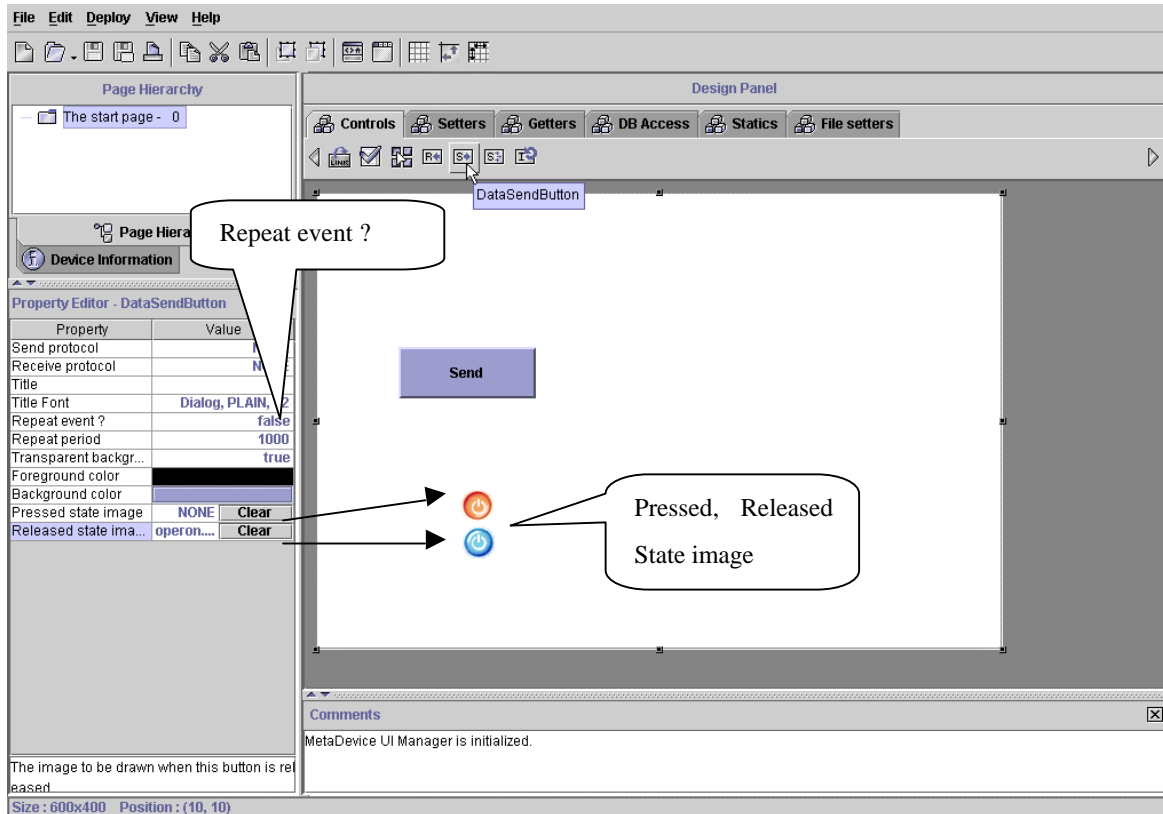 File Edit Deploy View Help
Page Hierarchy
The start page - 0
Page Hiera
Device Information
Repeat event ?
Property Editor - DataSendButton
Property Value
Send protocol
Receive protocol
Title
Title Font Dialog, PLAIN, 2
Repeat event ? false
Repeat period 1000
Transparent backgr... true
Foreground color
Background color
Pressed state image NONE Clear
Released state ima... operon.... Clear
The image to be drawn when this button is rel
eased
Size : 600x400 Position : (10, 10)
Design Panel
Controls Setters Getters DB Access Statics File setters
LINK R S S I
DataSendButton
Send
Pressed, Released
State image
Comments
MetaDevice UI Manager is initialized.